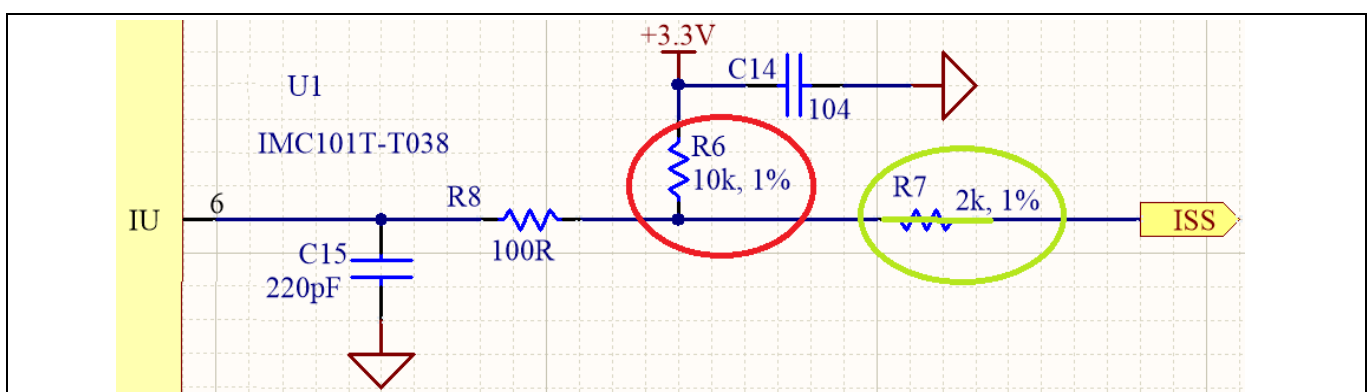 +3.3V
U1
C14
104
IMC101T-T038
R6
10k, 1%
R8
R7
2k, 1%
6
IU
ISS
100R
C15
220pF